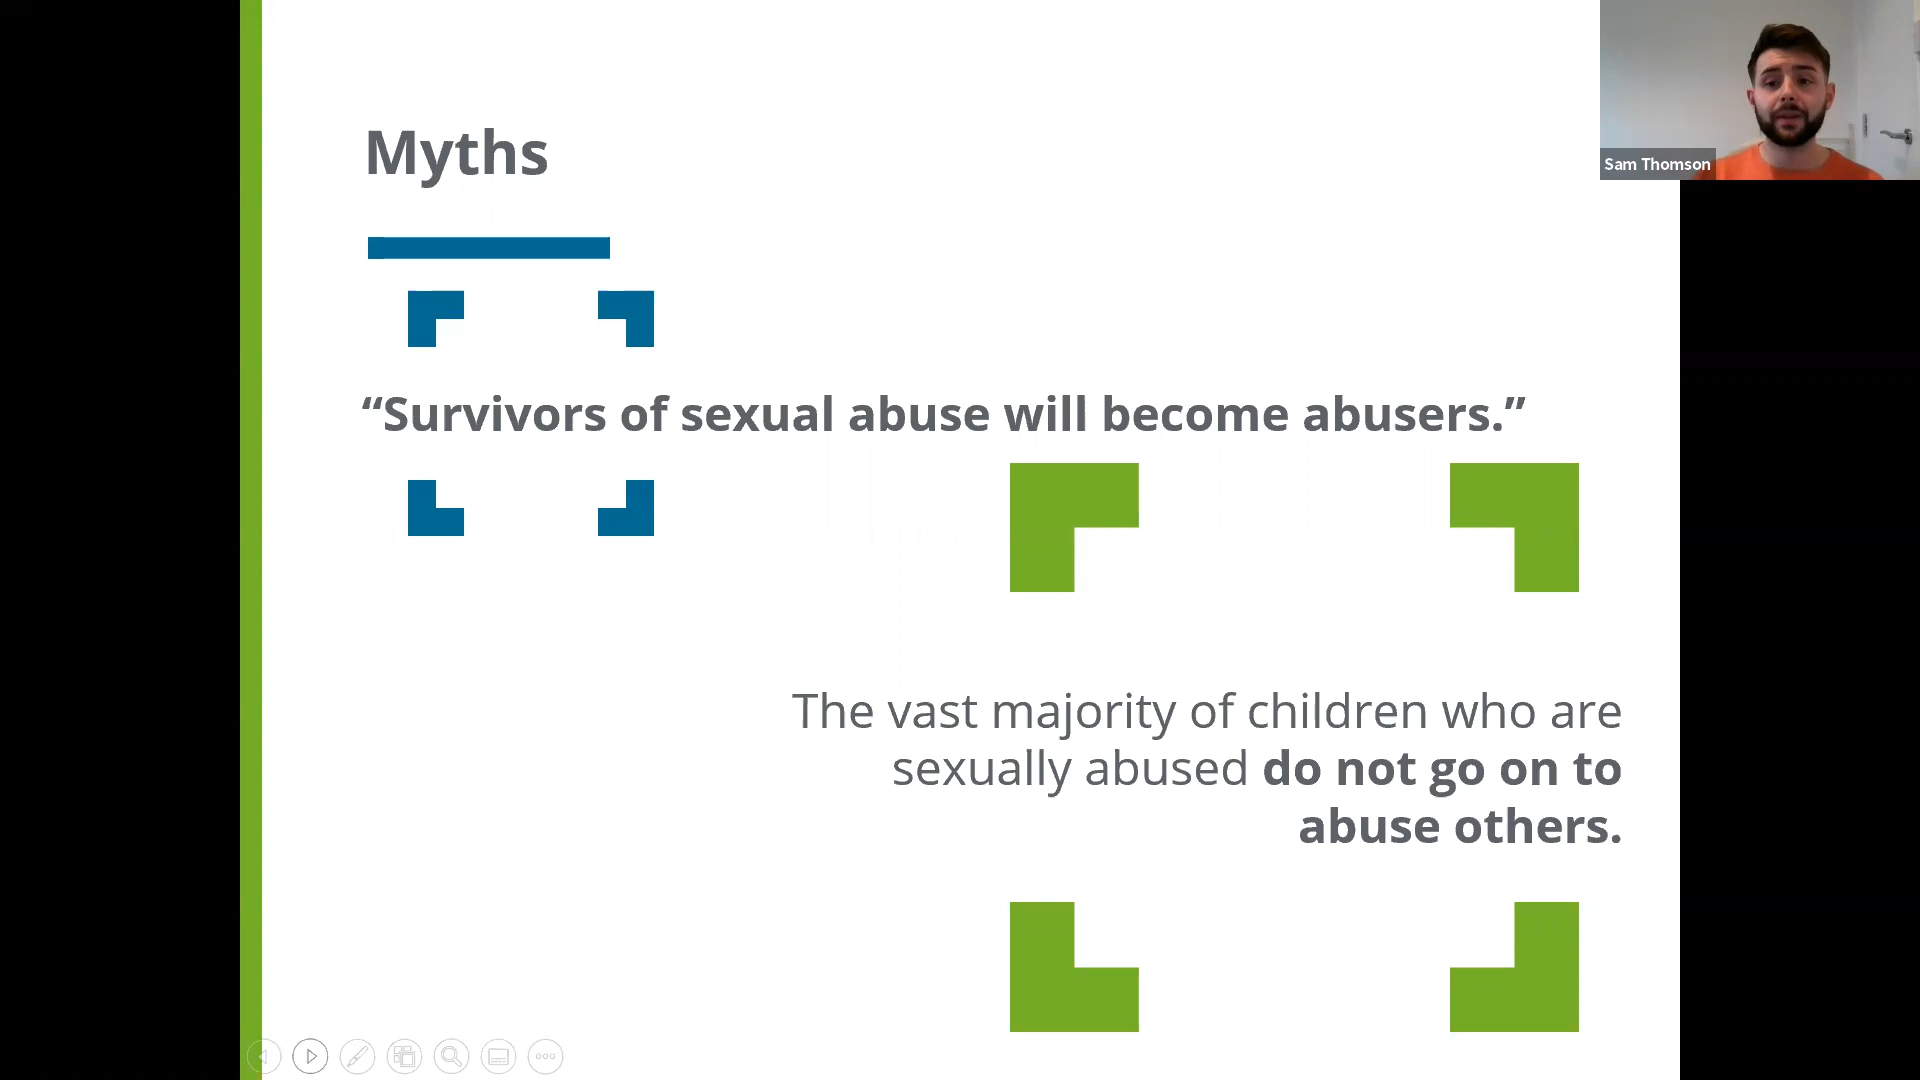 Myths
Sam Thomson
“Survivors of sexual abuse will become abusers.”
The vast majority of children who are
sexually abused do not go on to
abuse others.